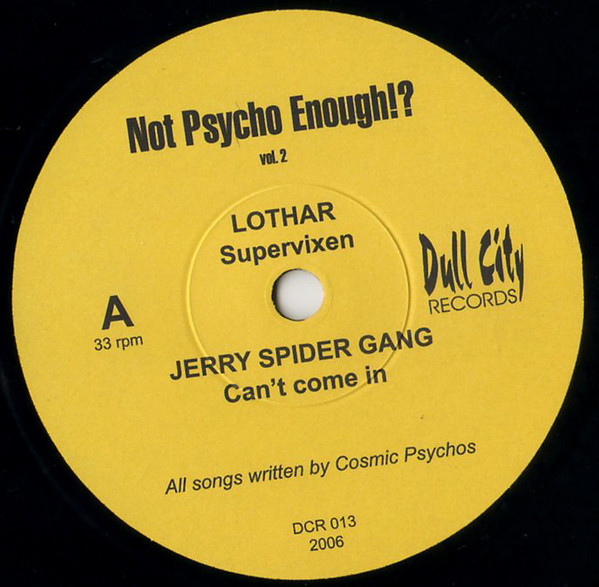 Not Psycho Enough!?
vol. 2
LOTHAR
Supervixen
Dull City
RECORDS
A
33 rpm
JERRY SPIDER GANG
Can't come in
All songs written by Cosmic Psychos
DCR 013
2006